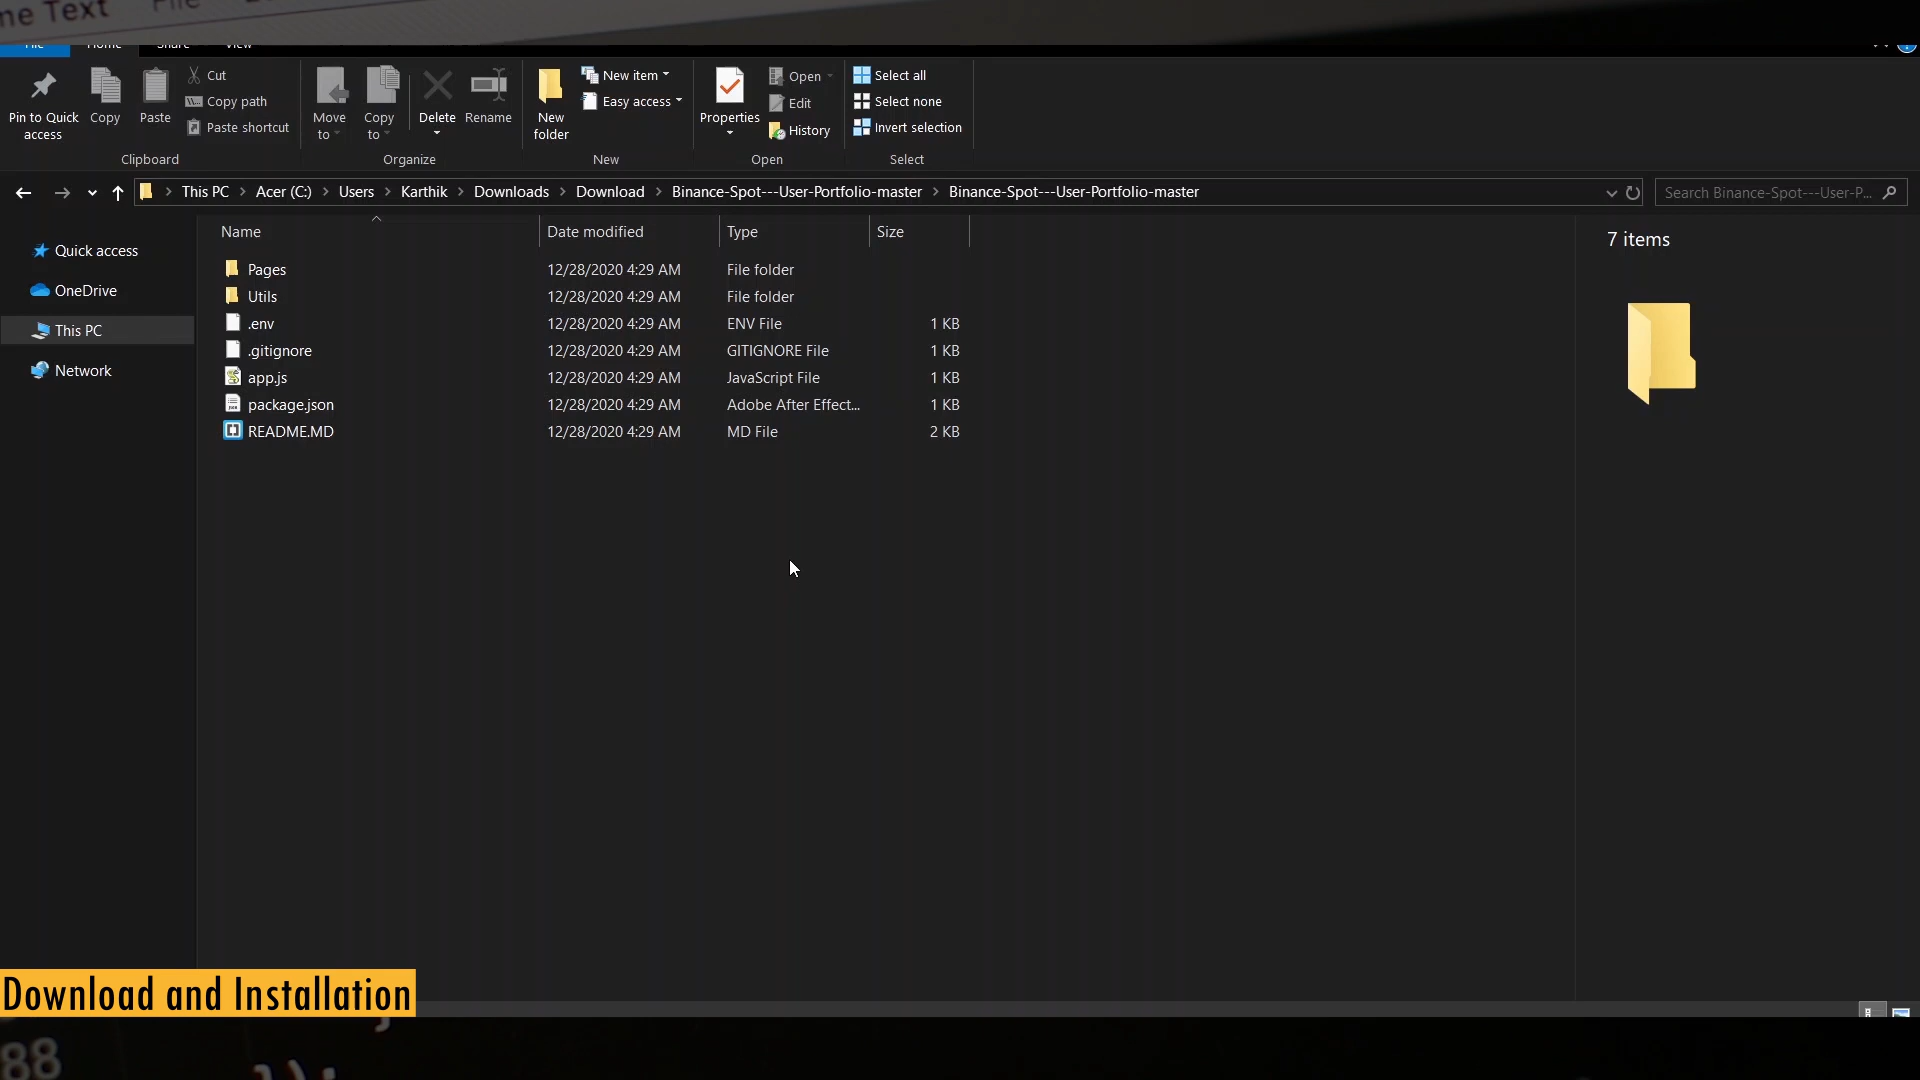 me Text File
File Home Share View
Pin to Quick access
Copy
Paste
Cut
Copy path
Paste shortcut
Clipboard
Move to
Copy to
Delete
Rename
Organize
New folder
New item
Easy access
New
Properties
Open
Edit
History
Open
Select all
Select none
Invert selection
Select
This PC > Acer (C:) > Users > Karthik > Downloads > Download > Binance-Spot---User-Portfolio-master > Binance-Spot---User-Portfolio-master
Search Binance-Spot---User-P...
Quick access
OneDrive
This PC
Network
Name Date modified Type Size
Pages 12/28/2020 4:29 AM File folder
Utils 12/28/2020 4:29 AM File folder
.env 12/28/2020 4:29 AM ENV File 1 KB
.gitignore 12/28/2020 4:29 AM GITIGNORE File 1 KB
app.js 12/28/2020 4:29 AM JavaScript File 1 KB
package.json 12/28/2020 4:29 AM Adobe After Effect... 1 KB
README.MD 12/28/2020 4:29 AM MD File 2 KB
7 items
Download and Installation
88 });